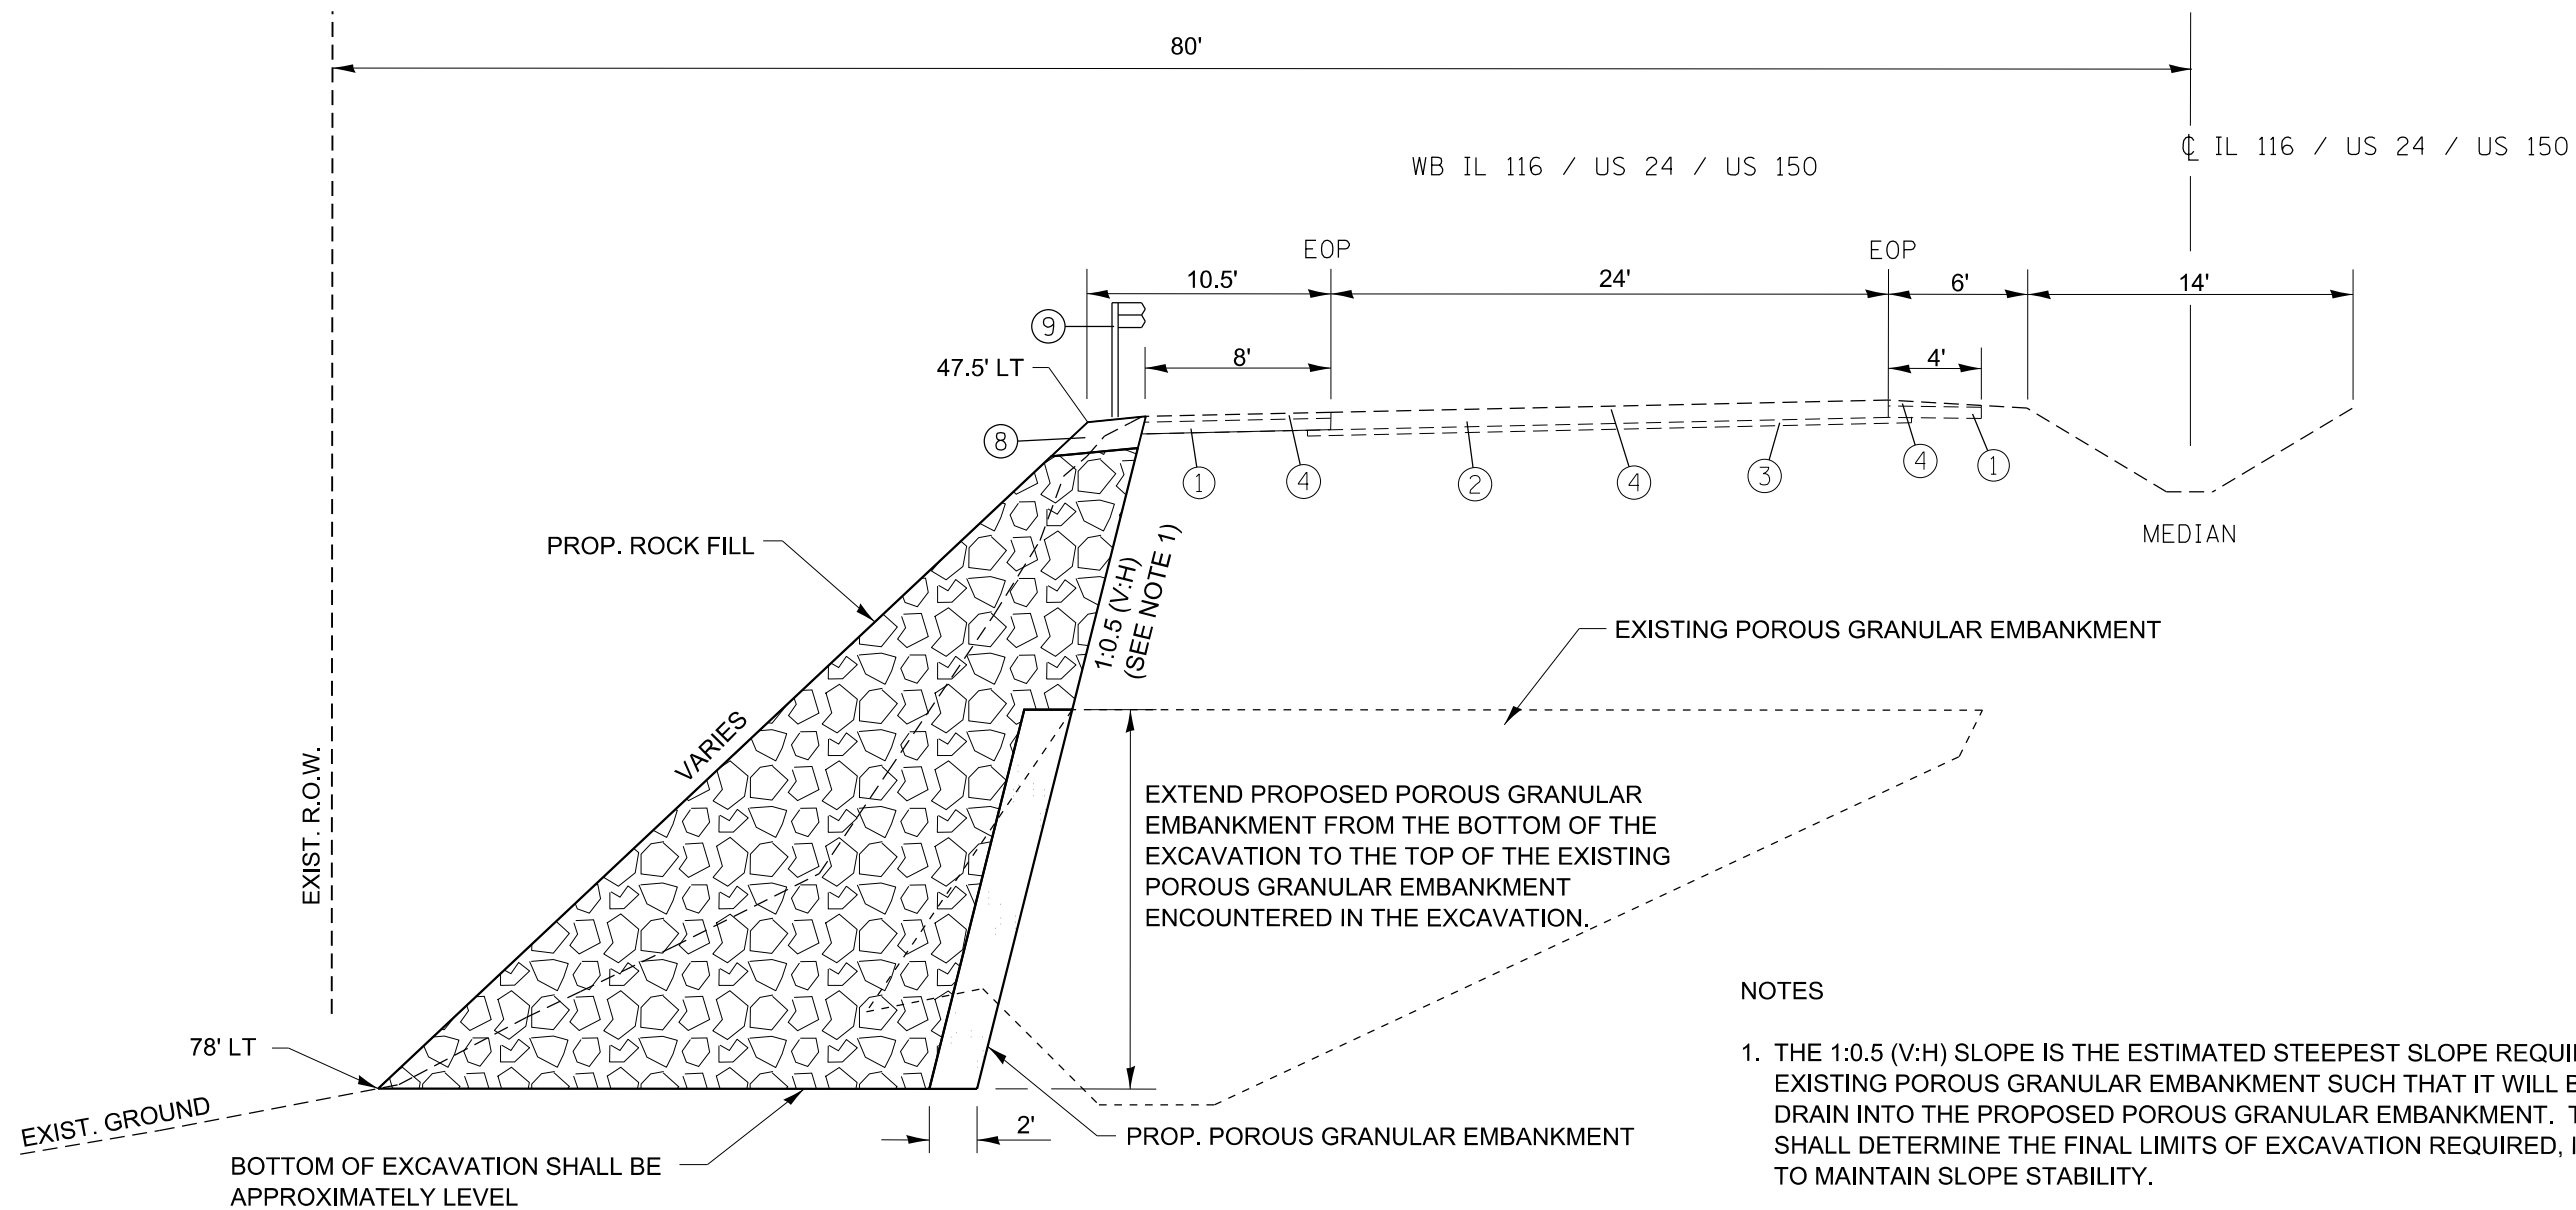 80'
WB IL 116 / US 24 / US 150
℄ IL 116 / US 24 / US 150
EOP
EOP
10.5'
24'
6'
14'
9
47.5' LT
8'
4'
8
1
4
2
4
3
4
1
MEDIAN
PROP. ROCK FILL
1:0.5 (V:H)
(SEE NOTE 1)
EXISTING POROUS GRANULAR EMBANKMENT
VARIES
EXIST. R.O.W.
EXTEND PROPOSED POROUS GRANULAR
EMBANKMENT FROM THE BOTTOM OF THE
EXCAVATION TO THE TOP OF THE EXISTING
POROUS GRANULAR EMBANKMENT
ENCOUNTERED IN THE EXCAVATION.
78' LT
EXIST. GROUND
2'
PROP. POROUS GRANULAR EMBANKMENT
BOTTOM OF EXCAVATION SHALL BE
APPROXIMATELY LEVEL
NOTES
1. THE 1:0.5 (V:H) SLOPE IS THE ESTIMATED STEEPEST SLOPE
EXISTING POROUS GRANULAR EMBANKMENT SUCH THAT IT WILL
DRAIN INTO THE PROPOSED POROUS GRANULAR EMBANKMENT.
SHALL DETERMINE THE FINAL LIMITS OF EXCAVATION REQUIRED,
TO MAINTAIN SLOPE STABILITY.